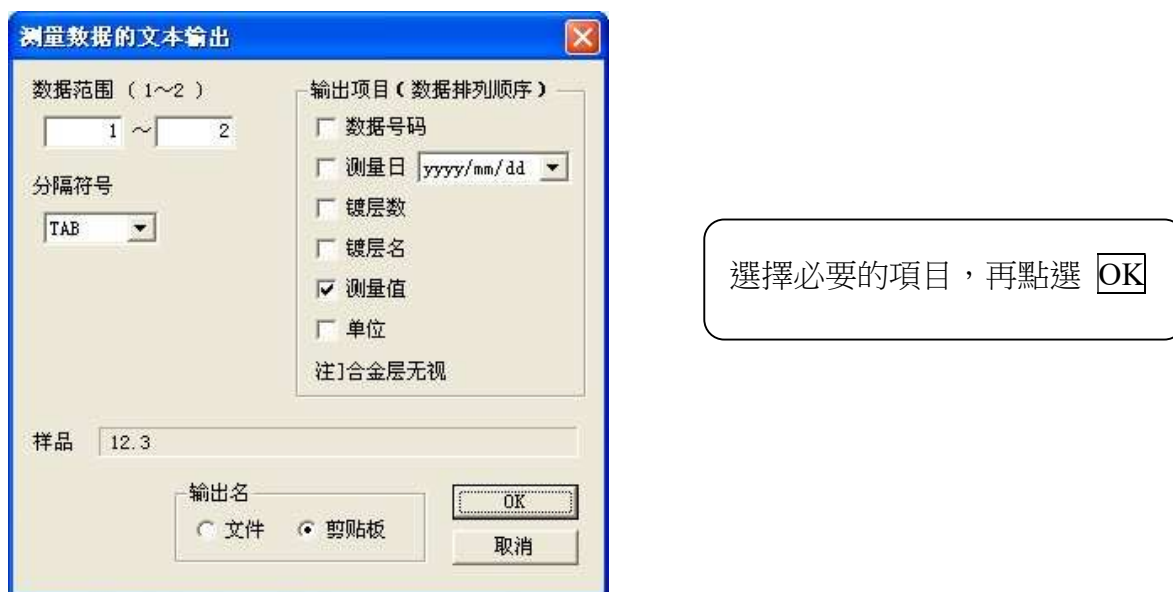 测量数据的文本输出
数据范围 (1～2)
1 ～ 2
分隔符号
TAB
输出项目(数据排列顺序)
数据号码
测量日 yyyy/mm/dd
镀层数
镀层名
测量值
单位
注]合金层无视
样品 12.3
输出名
文件 剪贴板
OK
取消
選擇必要的項目，再點選 OK